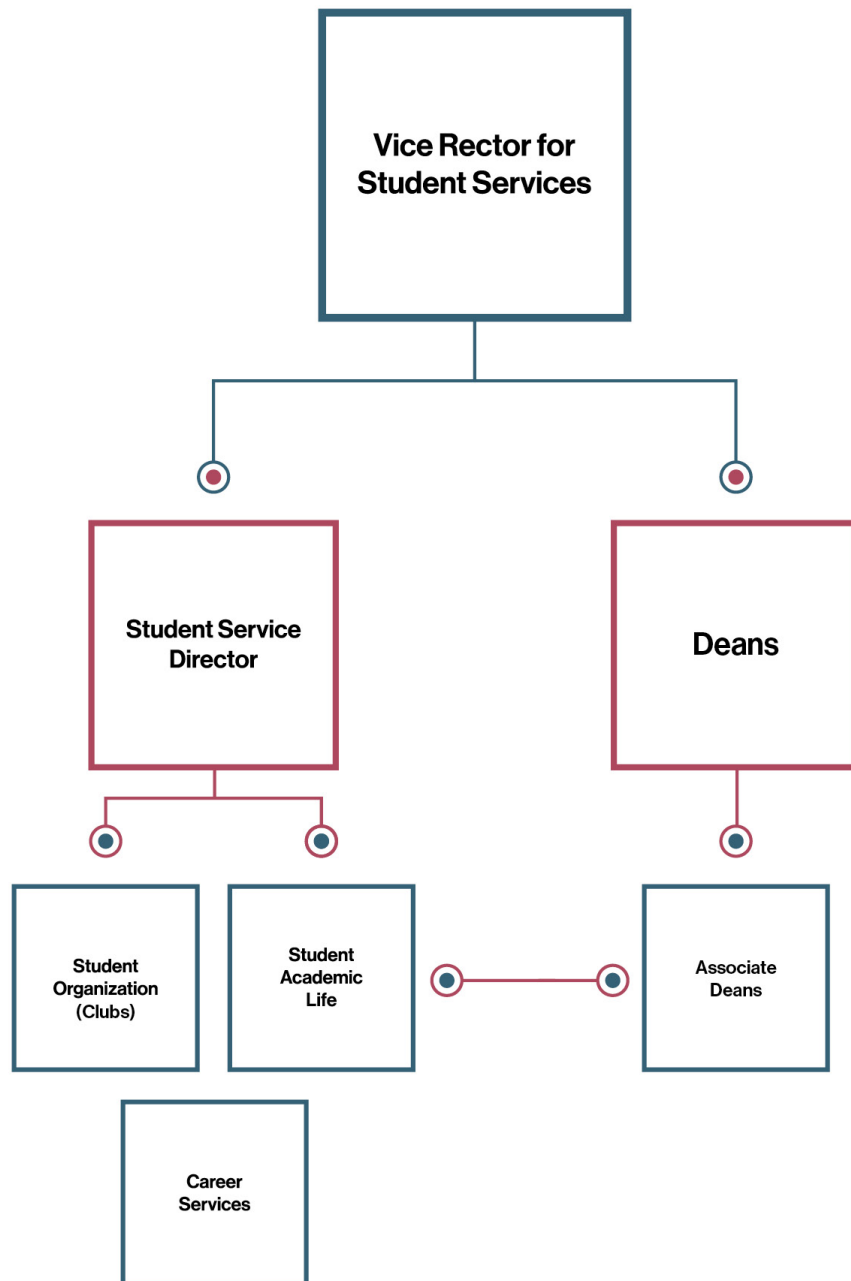 Vice Rector for
Student Services
Student Service
Director
Deans
Student
Organization
(Clubs)
Student
Academic
Life
Associate
Deans
Career
Services